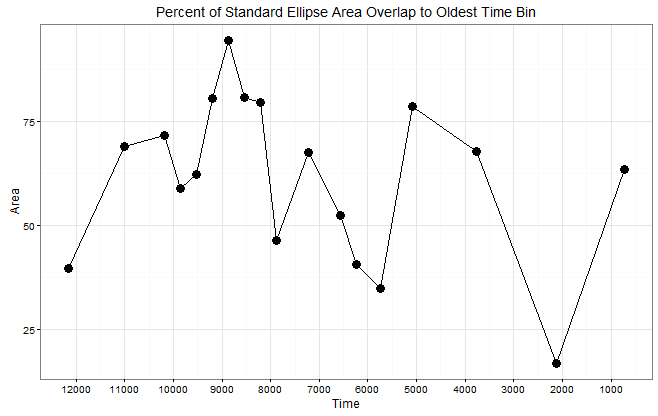 Percent of Standard Ellipse Area Overlap to Oldest Time Bin
Area
75
50
25
12000 11000 10000 9000 8000 7000 6000 5000 4000 3000 2000 1000
Time